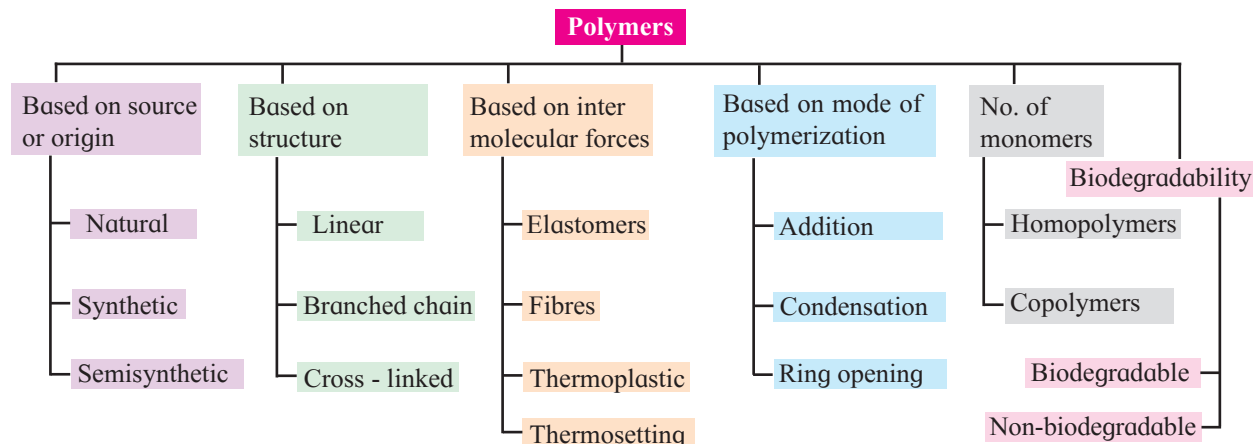 Polymers
Based on source
or origin
Natural
Synthetic
Semisynthetic
Based on
structure
Linear
Branched chain
Cross - linked
Based on inter
molecular forces
Elastomers
Fibres
Thermoplastic
Thermosetting
Based on mode of
polymerization
Addition
Condensation
Ring opening
No. of
monomers
Homopolymers
Copolymers
Biodegradability
Biodegradable
Non-biodegradable